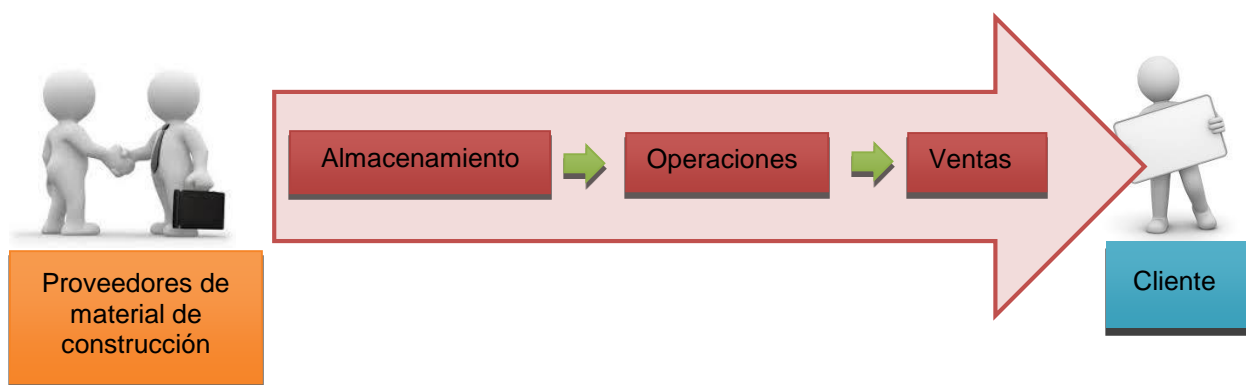 Almacenamiento
Operaciones
Ventas
Proveedores de
material de
construcción
Cliente